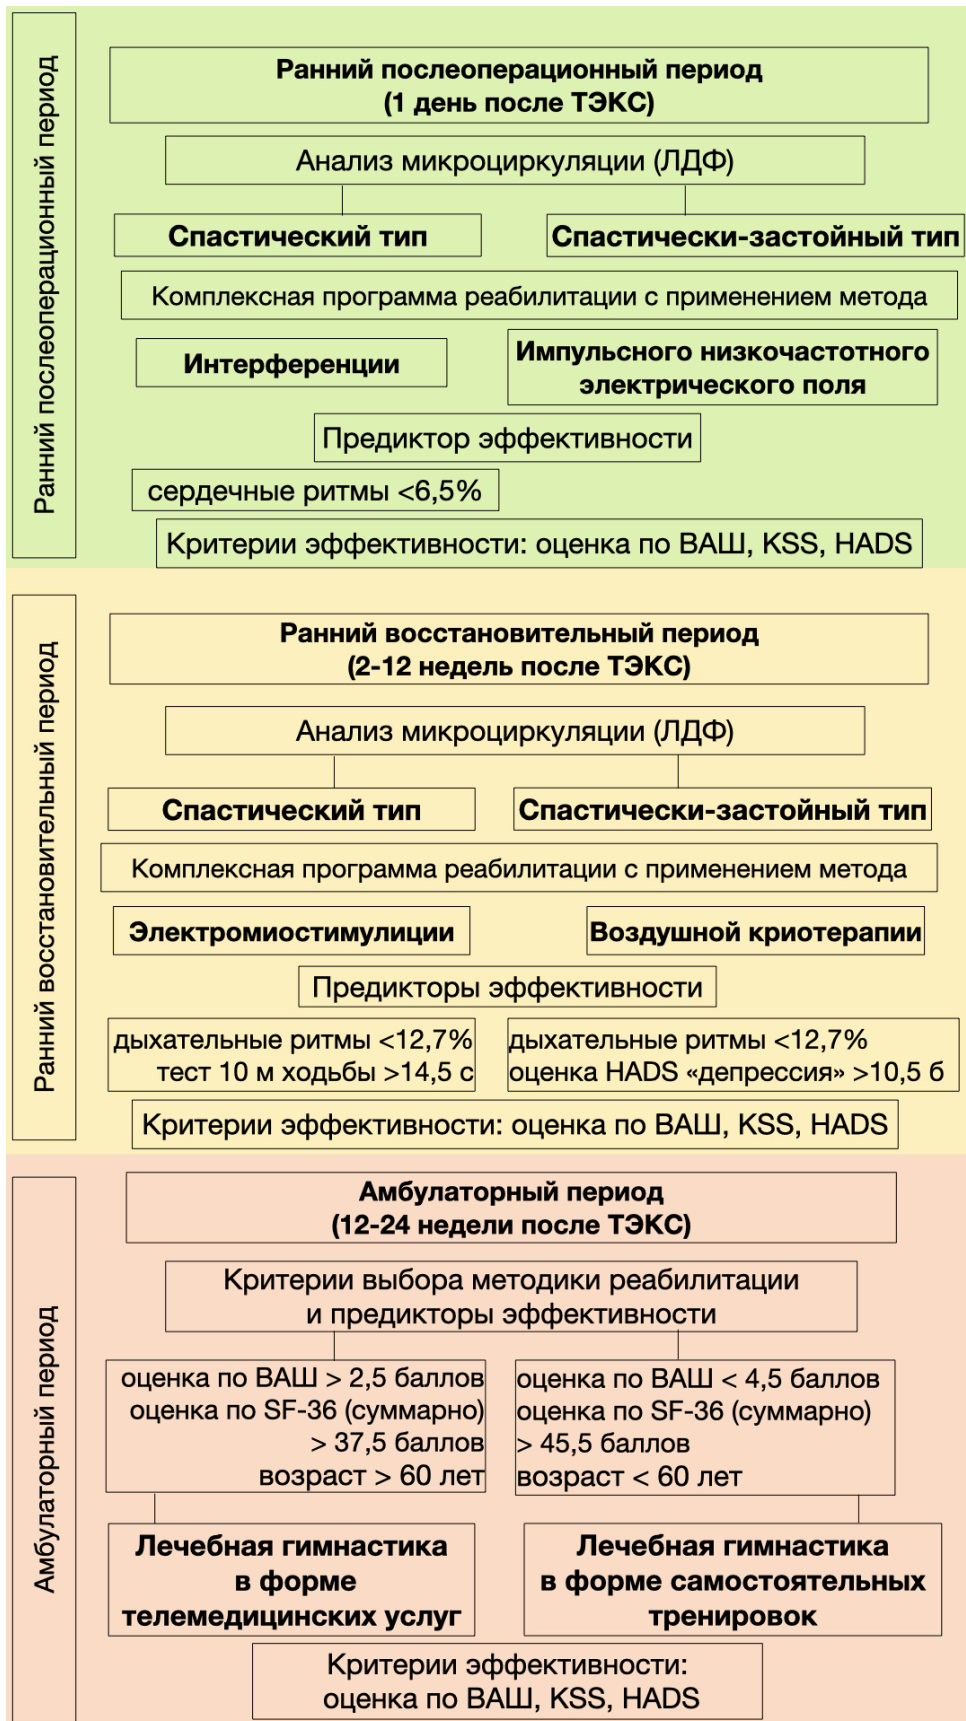 Ранний послеоперационный период
Ранний послеоперационный период
(1 день после ТЭКС)
Анализ микроциркуляции (ЛДФ)
Спастический тип
Спастически-застойный тип
Комплексная программа реабилитации с применением метода
Интерференции
Импульсного низкочастотного
электрического поля
Предиктор эффективности
сердечные ритмы <6,5%
Критерии эффективности: оценка по ВАШ, KSS, HADS
Ранний восстановительный период
Ранний восстановительный период
(2-12 недель после ТЭКС)
Анализ микроциркуляции (ЛДФ)
Спастический тип
Спастически-застойный тип
Комплексная программа реабилитации с применением метода
Электромиостимулиции
Воздушной криотерапии
Предикторы эффективности
дыхательные ритмы <12,7%
тест 10 м ходьбы >14,5 с
дыхательные ритмы <12,7%
оценка HADS «депрессия» >10,5 б
Критерии эффективности: оценка по ВАШ, KSS, HADS
Амбулаторный период
Амбулаторный период
(12-24 недели после ТЭКС)
Критерии выбора методики реабилитации
и предикторы эффективности
оценка по ВАШ > 2,5 баллов
оценка по SF-36 (суммарно)
> 37,5 баллов
возраст > 60 лет
оценка по ВАШ < 4,5 баллов
оценка по SF-36 (суммарно)
> 45,5 баллов
возраст < 60 лет
Лечебная гимнастика
в форме
телемедицинских услуг
Лечебная гимнастика
в форме самостоятельных
тренировок
Критерии эффективности:
оценка по ВАШ, KSS, HADS